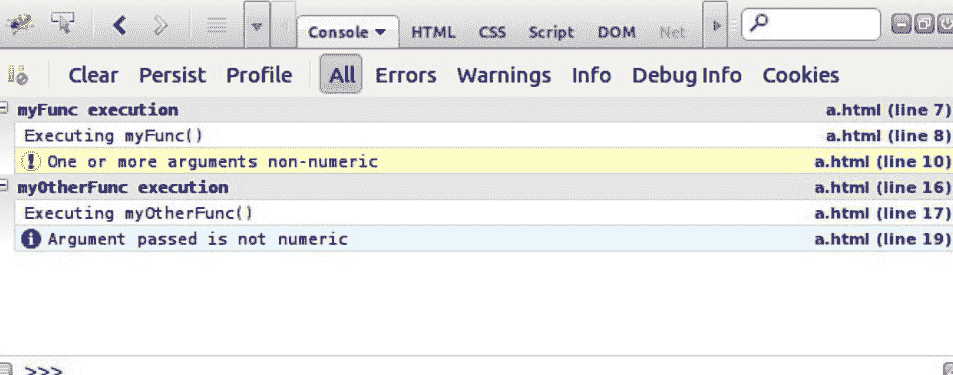 Console HTML CSS Script DOM Net
Clear Persist Profile All Errors Warnings Info Debug Info Cookies
myFunc execution a.html (line 7)
Executing myFunc() a.html (line 8)
One or more arguments non-numeric a.html (line 10)
myOtherFunc execution a.html (line 16)
Executing myOtherFunc() a.html (line 17)
Argument passed is not numeric a.html (line 19)
>>>